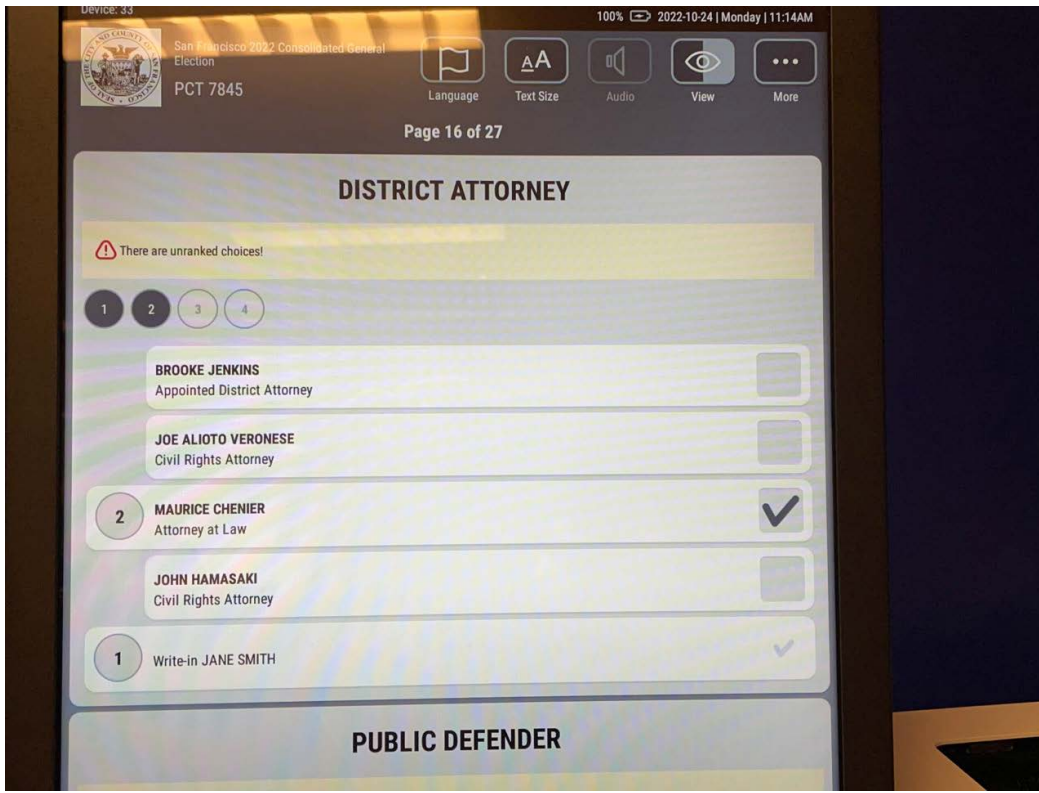 Device: 33
100% 2022-10-24 | Monday | 11:14AM
San Francisco 2022 Consolidated General
Election
PCT 7845
Language
AA
Text Size
Audio
View
More
Page 16 of 27
DISTRICT ATTORNEY
There are unranked choices!
1 2 3 4
BROOKE JENKINS
Appointed District Attorney
JOE ALIOTO VERONESE
Civil Rights Attorney
2
MAURICE CHENIER
Attorney at Law
JOHN HAMASAKI
Civil Rights Attorney
1
Write-in JANE SMITH
PUBLIC DEFENDER